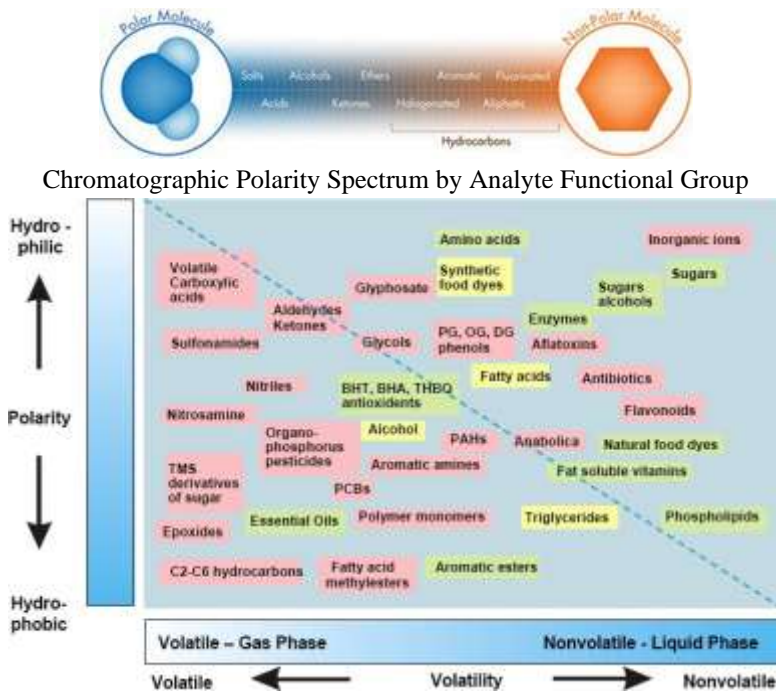 Polar Molecule
Non-Polar Molecule
Salts Alcohols Ethers Aromatic Fluorinated
Acids Ketones Halogenated Aliphatic
Hydrocarbons
Chromatographic Polarity Spectrum by Analyte Functional Group
Hydro -
philic
Polarity
Hydro-
phobic
Amino acids
Inorganic ions
Volatile
Carboxylic
acids
Synthetic
food dyes
Sugars
Glyphosate
Sugars
alcohols
Aldehydes
Ketones
Enzymes
Sulfonamides
Glycols
PG, OG, DG
phenols
Aflatoxins
Nitriles
BHT, BHA, THBQ
antioxidents
Fatty acids
Antibiotics
Nitrosamine
Flavonoids
Alcohol
Organo-
phosphorus
pesticides
PAHs
Anabolica
Natural food dyes
TMS
derivatives
of sugar
Aromatic amines
Fat soluble vitamins
PCBs
Epoxides
Essential Oils
Polymer monomers
Triglycerides
Phospholipids
C2-C6 hydrocarbons
Fatty acid
methylesters
Aromatic esters
Volatile – Gas Phase
Nonvolatile - Liquid Phase
Volatile
Volatility
Nonvolatile